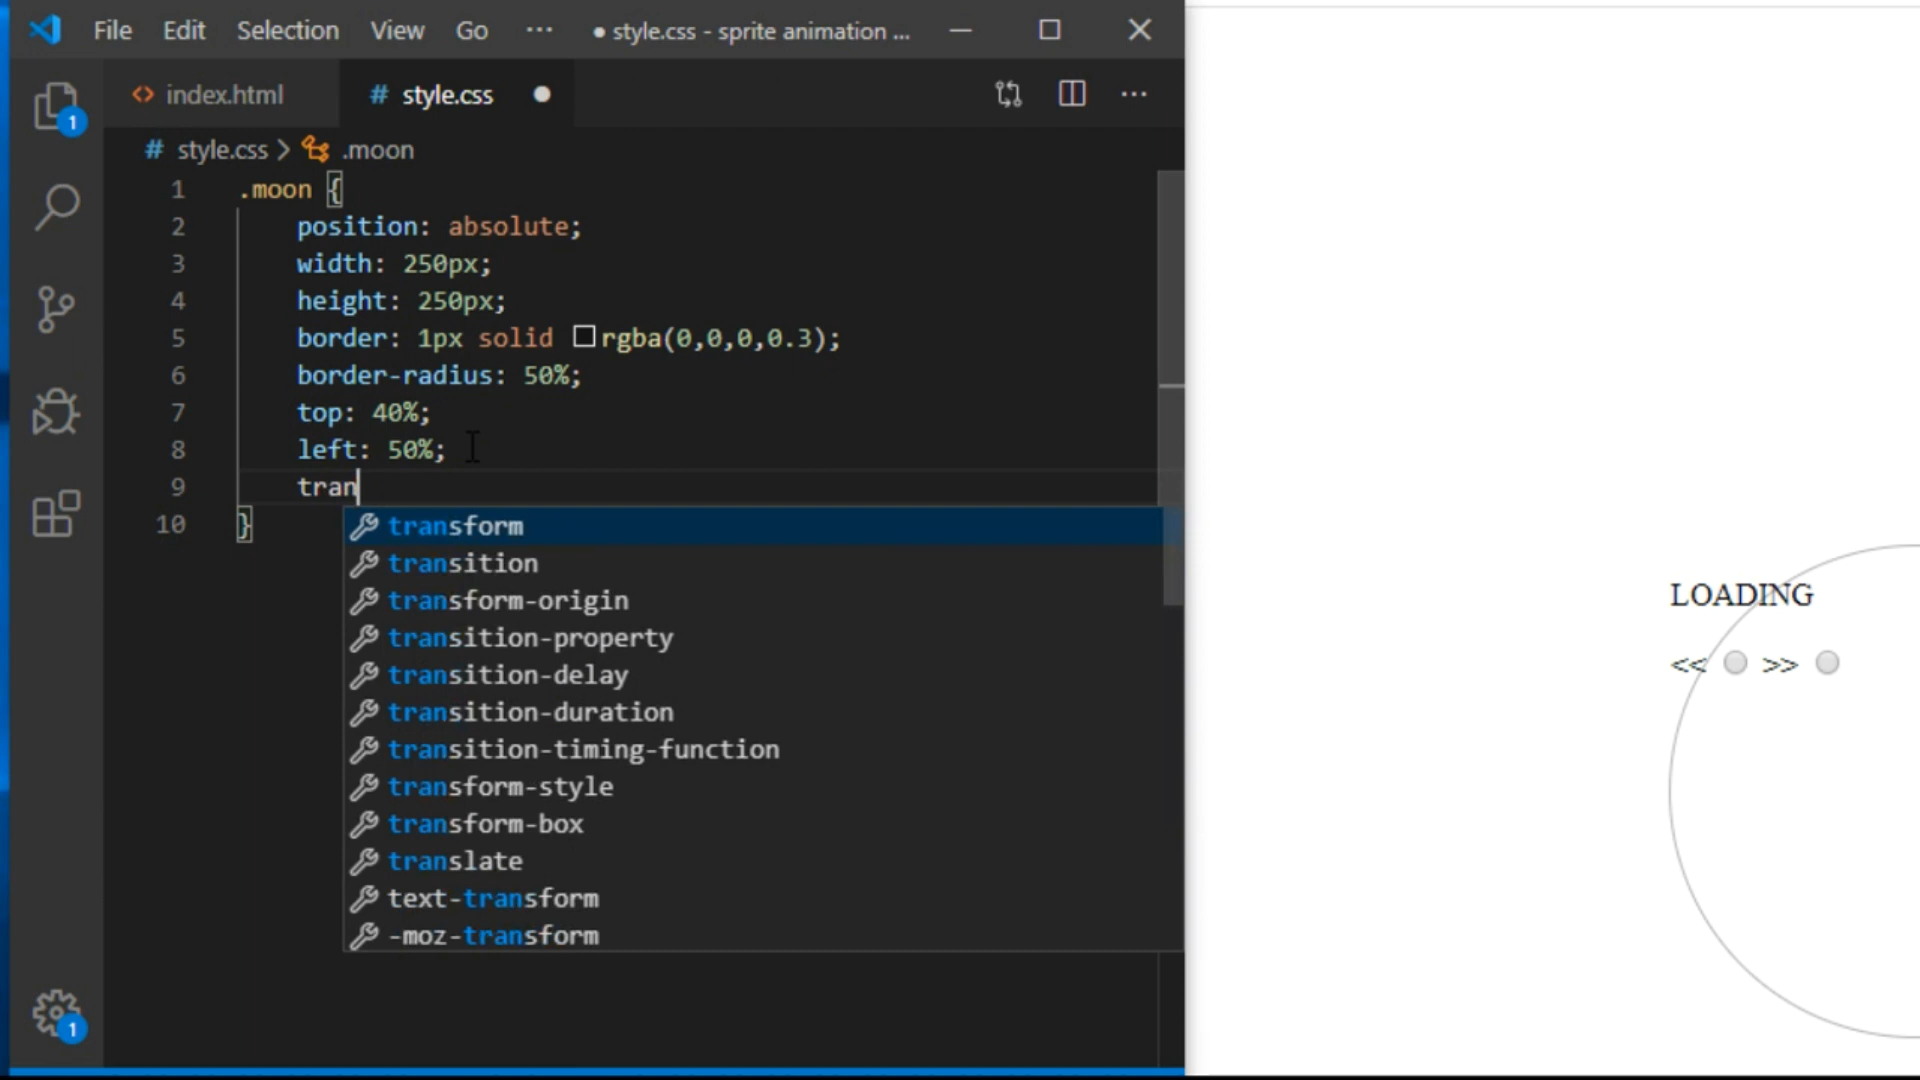 File Edit Selection View Go ··· ● style.css - sprite animation ...
<> index.html # style.css ● ···
1
# style.css > .moon
1 .moon {
2 position: absolute;
3 width: 250px;
4 height: 250px;
5 border: 1px solid rgba(0,0,0,0.3);
6 border-radius: 50%;
7 top: 40%;
8 left: 50%;
9 tran
10 }
transform
transition
transform-origin
transition-property
transition-delay
transition-duration
transition-timing-function
transform-style
transform-box
translate
text-transform
-moz-transform
1
LOADING
<< >>